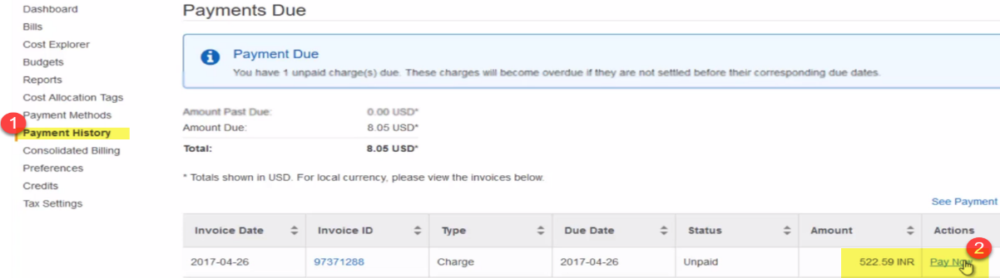 Dashboard
Bills
Cost Explorer
Budgets
Reports
Cost Allocation Tags
Payment Methods
1
Payment History
Consolidated Billing
Preferences
Credits
Tax Settings
Payments Due
Payment Due
You have 1 unpaid charge(s) due. These charges will become overdue if they are not settled before their corresponding due dates.
Amount Past Due: 0.00 USD*
Amount Due: 8.05 USD*
Total: 8.05 USD*
* Totals shown in USD. For local currency, please view the invoices below.
See Payment
Invoice Date Invoice ID Type Due Date Status Amount Actions
2
2017-04-26 97371288 Charge 2017-04-26 Unpaid 522.59 INR Pay Now